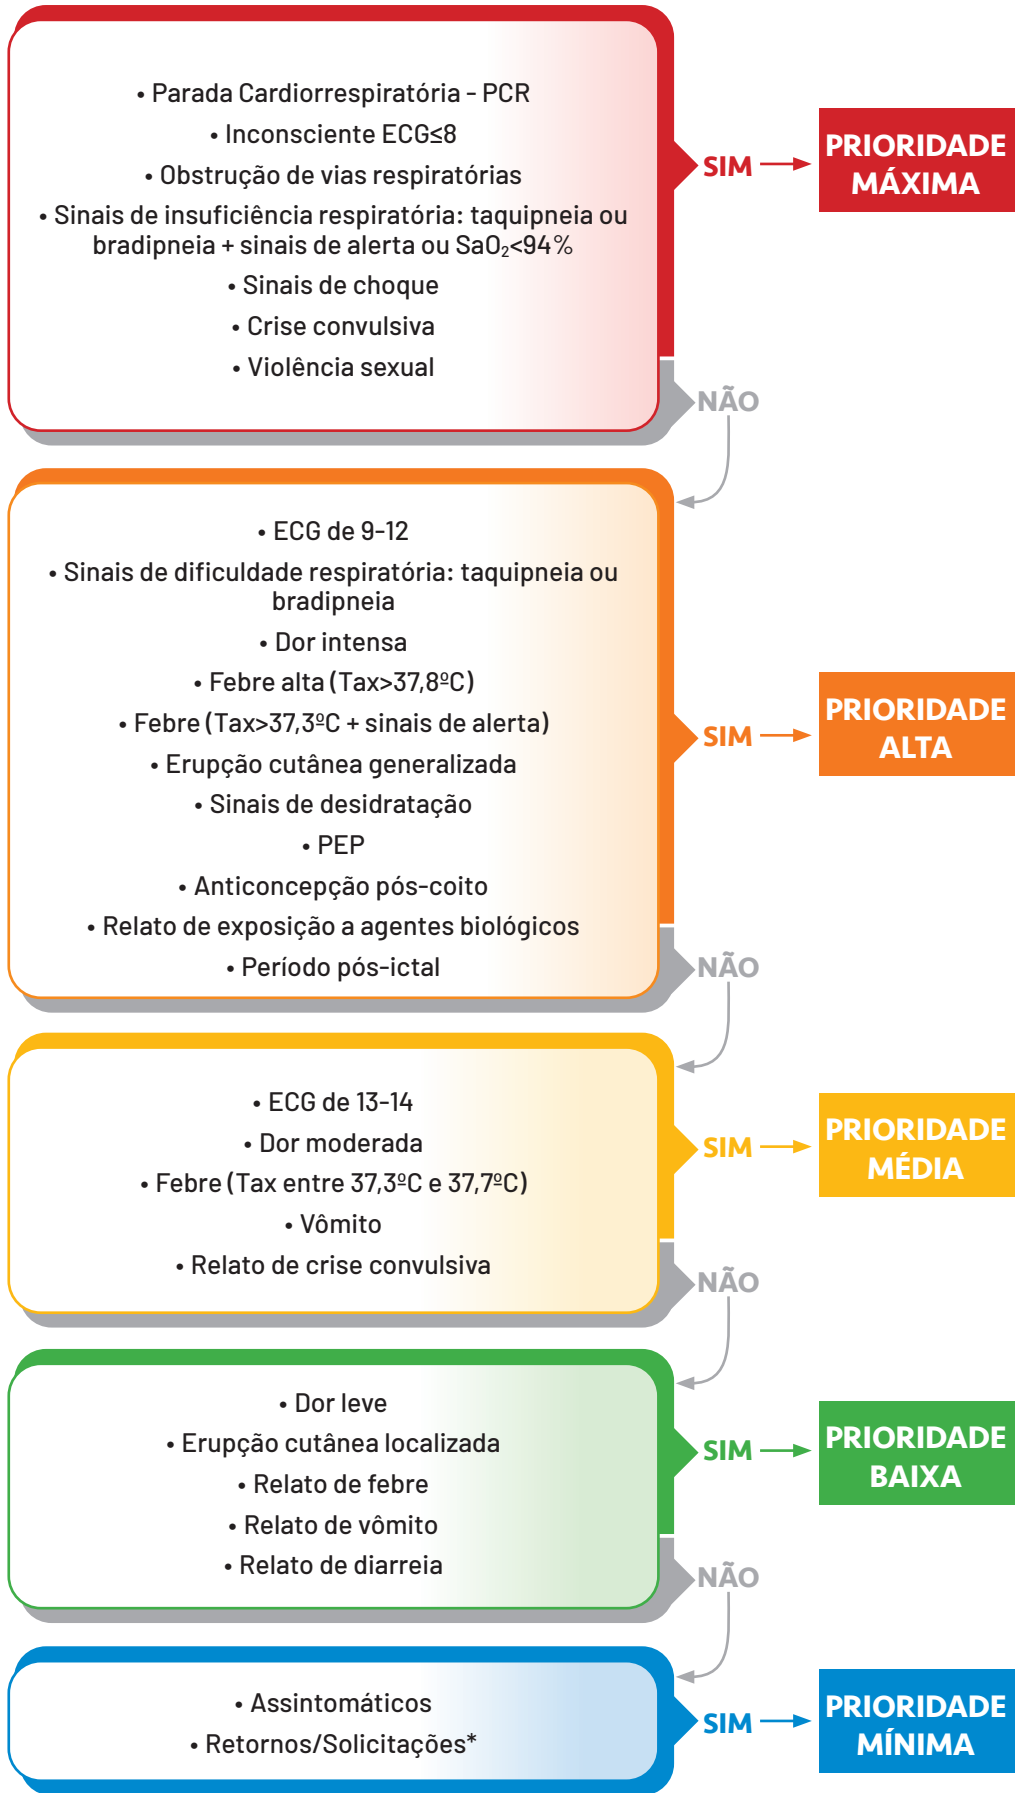 • Parada Cardiorrespiratória - PCR
• Inconsciente ECG≤8
• Obstrução de vias respiratórias
• Sinais de insuficiência respiratória: taquipneia ou
bradipneia + sinais de alerta ou SaO₂<94%
• Sinais de choque
• Crise convulsiva
• Violência sexual
SIM
PRIORIDADE
MÁXIMA
NÃO
• ECG de 9-12
• Sinais de dificuldade respiratória: taquipneia ou
bradipneia
• Dor intensa
• Febre alta (Tax>37,8ºC)
• Febre (Tax>37,3ºC + sinais de alerta)
• Erupção cutânea generalizada
• Sinais de desidratação
• PEP
• Anticoncepção pós-coito
• Relato de exposição a agentes biológicos
• Período pós-ictal
SIM
PRIORIDADE
ALTA
NÃO
• ECG de 13-14
• Dor moderada
• Febre (Tax entre 37,3ºC e 37,7ºC)
• Vômito
• Relato de crise convulsiva
SIM
PRIORIDADE
MÉDIA
NÃO
• Dor leve
• Erupção cutânea localizada
• Relato de febre
• Relato de vômito
• Relato de diarreia
SIM
PRIORIDADE
BAIXA
NÃO
• Assintomáticos
• Retornos/Solicitações*
SIM
PRIORIDADE
MÍNIMA